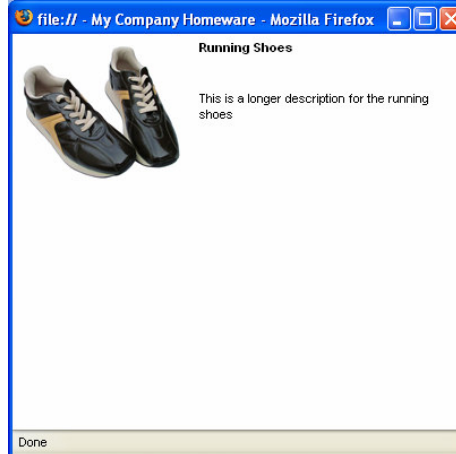 file:// - My Company Homeware - Mozilla Firefox
Running Shoes
This is a longer description for the running
shoes
Done